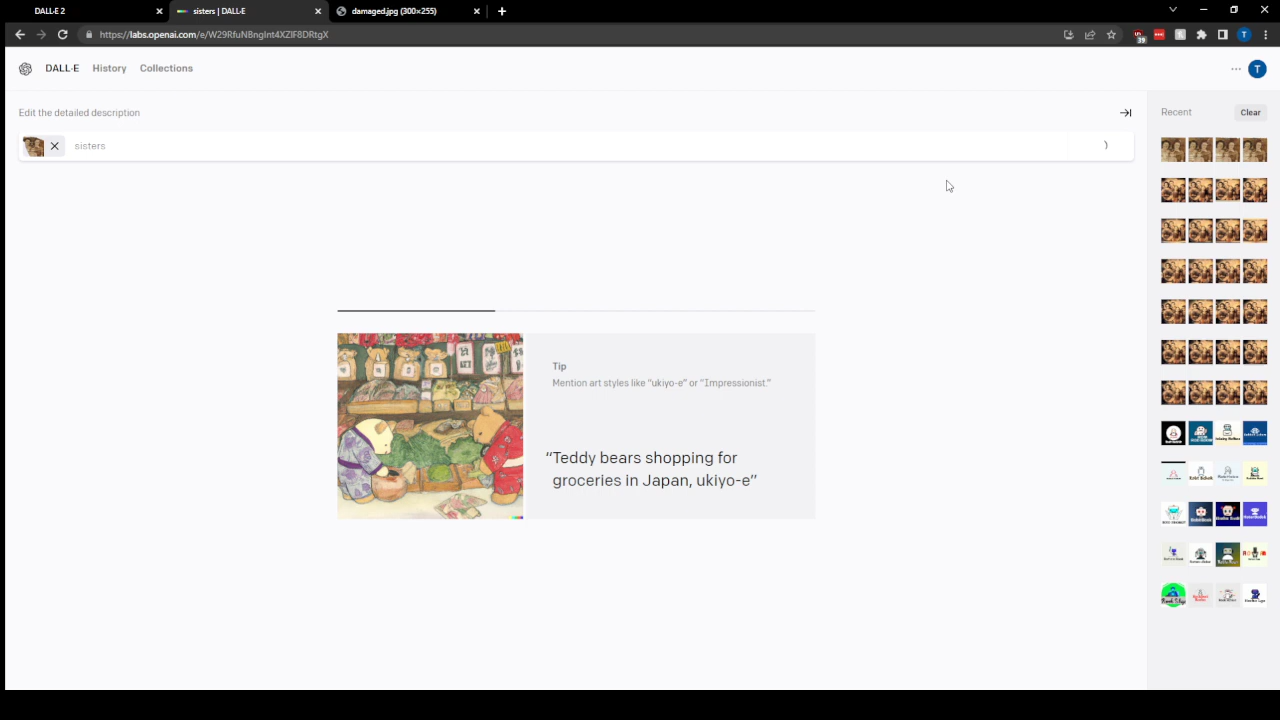 DALL·E 2
sisters | DALL·E
damaged.jpg (300×255)
https://labs.openai.com/e/W29RfuNBngInt4XZlF8DRtgX
39
T
DALL·E
History
Collections
T
Edit the detailed description
Recent
Clear
sisters
Tip
Mention art styles like “ukiyo-e” or “Impressionist.”
“Teddy bears shopping for
groceries in Japan, ukiyo-e”